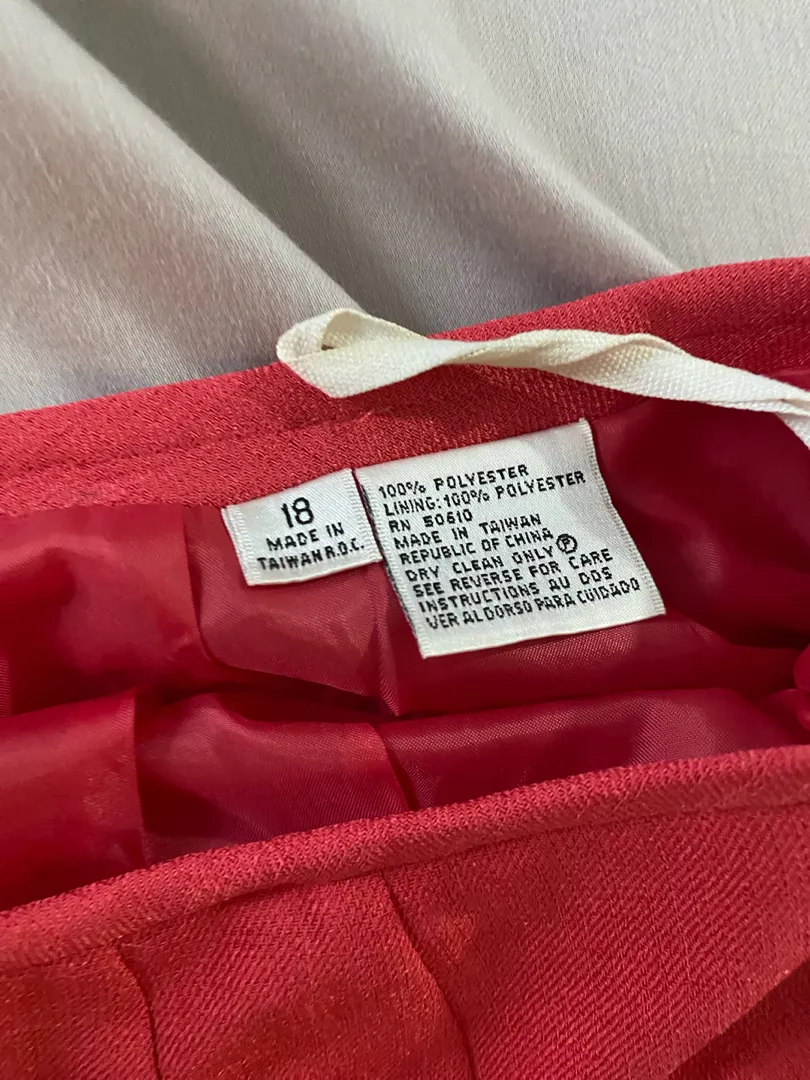 18
MADE IN
TAIWAN R.O.C.
100% POLYESTER
LINING: 100% POLYESTER
RN 50610
MADE IN TAIWAN
REPUBLIC OF CHINA
DRY CLEAN ONLY Ⓟ
SEE REVERSE FOR CARE
INSTRUCTIONS AU DOS
VER AL DORSO PARA CUIDADO